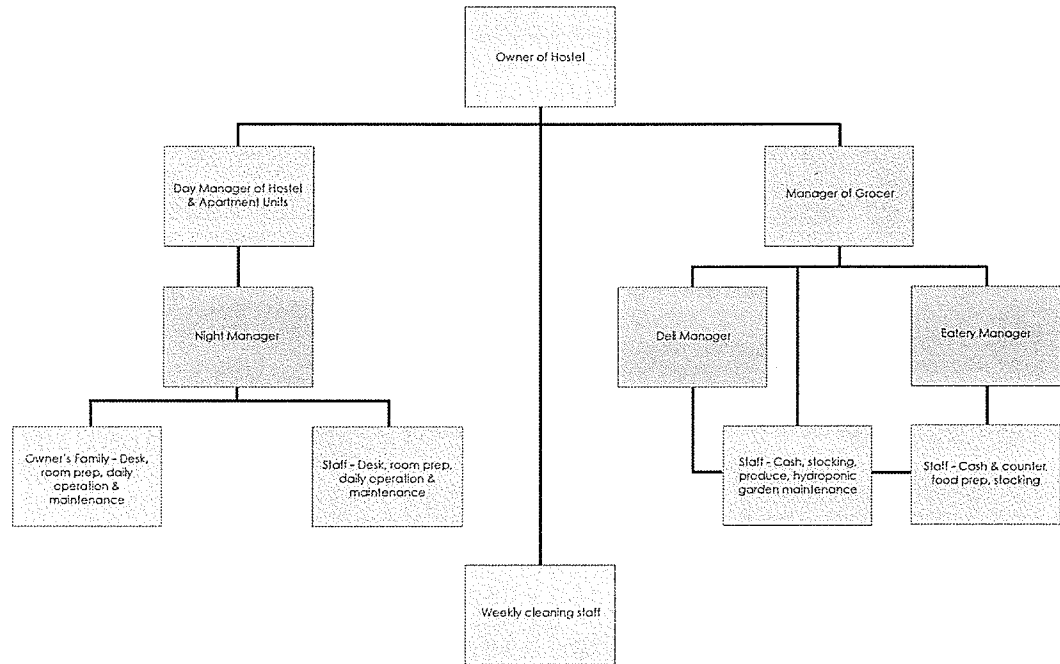 Owner of Hostel
Day Manager of Hostel
& Apartment Units
Manager of Grocer
Night Manager
Deli Manager
Eatery Manager
Owner's Family - Desk,
room prep, daily
operation &
maintenance
Staff - Desk, room prep,
daily operation &
maintenance
Staff - Cash, stocking,
produce, hydroponic
garden maintenance
Staff - Cash & counter,
food prep, stocking
Weekly cleaning staff